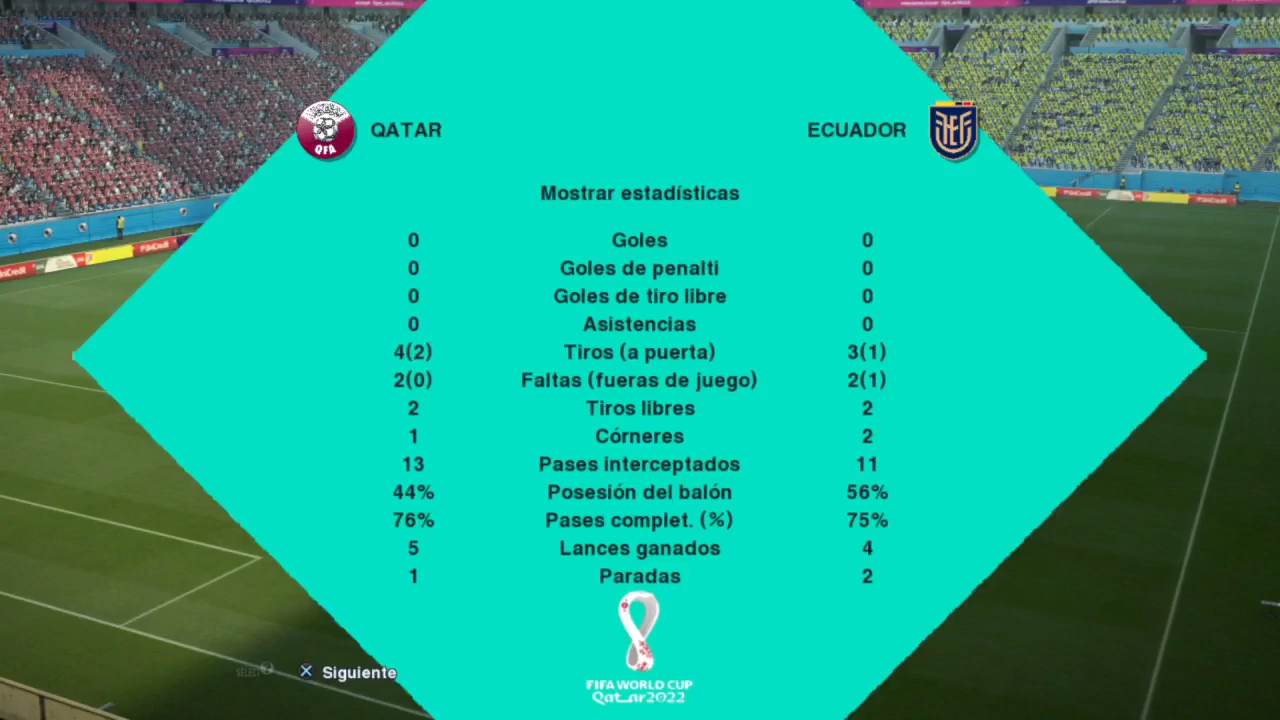 QATAR ECUADOR
QFA
Mostrar estadísticas
0 Goles 0
0 Goles de penalti 0
0 Goles de tiro libre 0
0 Asistencias 0
4(2) Tiros (a puerta) 3(1)
2(0) Faltas (fueras de juego) 2(1)
2 Tiros libres 2
1 Córneres 2
13 Pases interceptados 11
44% Posesión del balón 56%
76% Pases complet. (%) 75%
5 Lances ganados 4
1 Paradas 2
SELECT Siguiente
FIFA WORLD CUP
Qatar2022